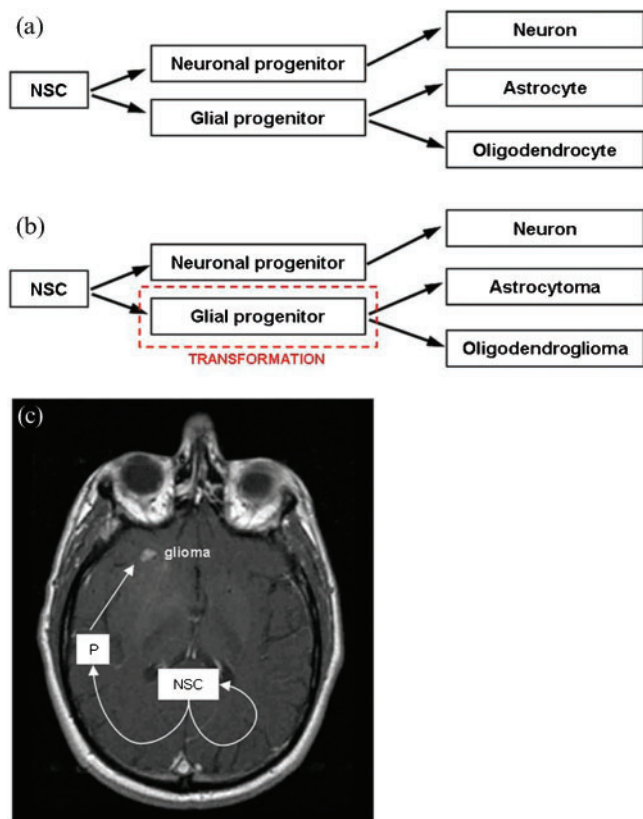 (a)
Neuron
Neuronal progenitor
NSC
Astrocyte
Glial progenitor
Oligodendrocyte
(b)
Neuron
Neuronal progenitor
NSC
Astrocytoma
Glial progenitor
TRANSFORMATION
Oligodendroglioma
(c)
glioma
P
NSC